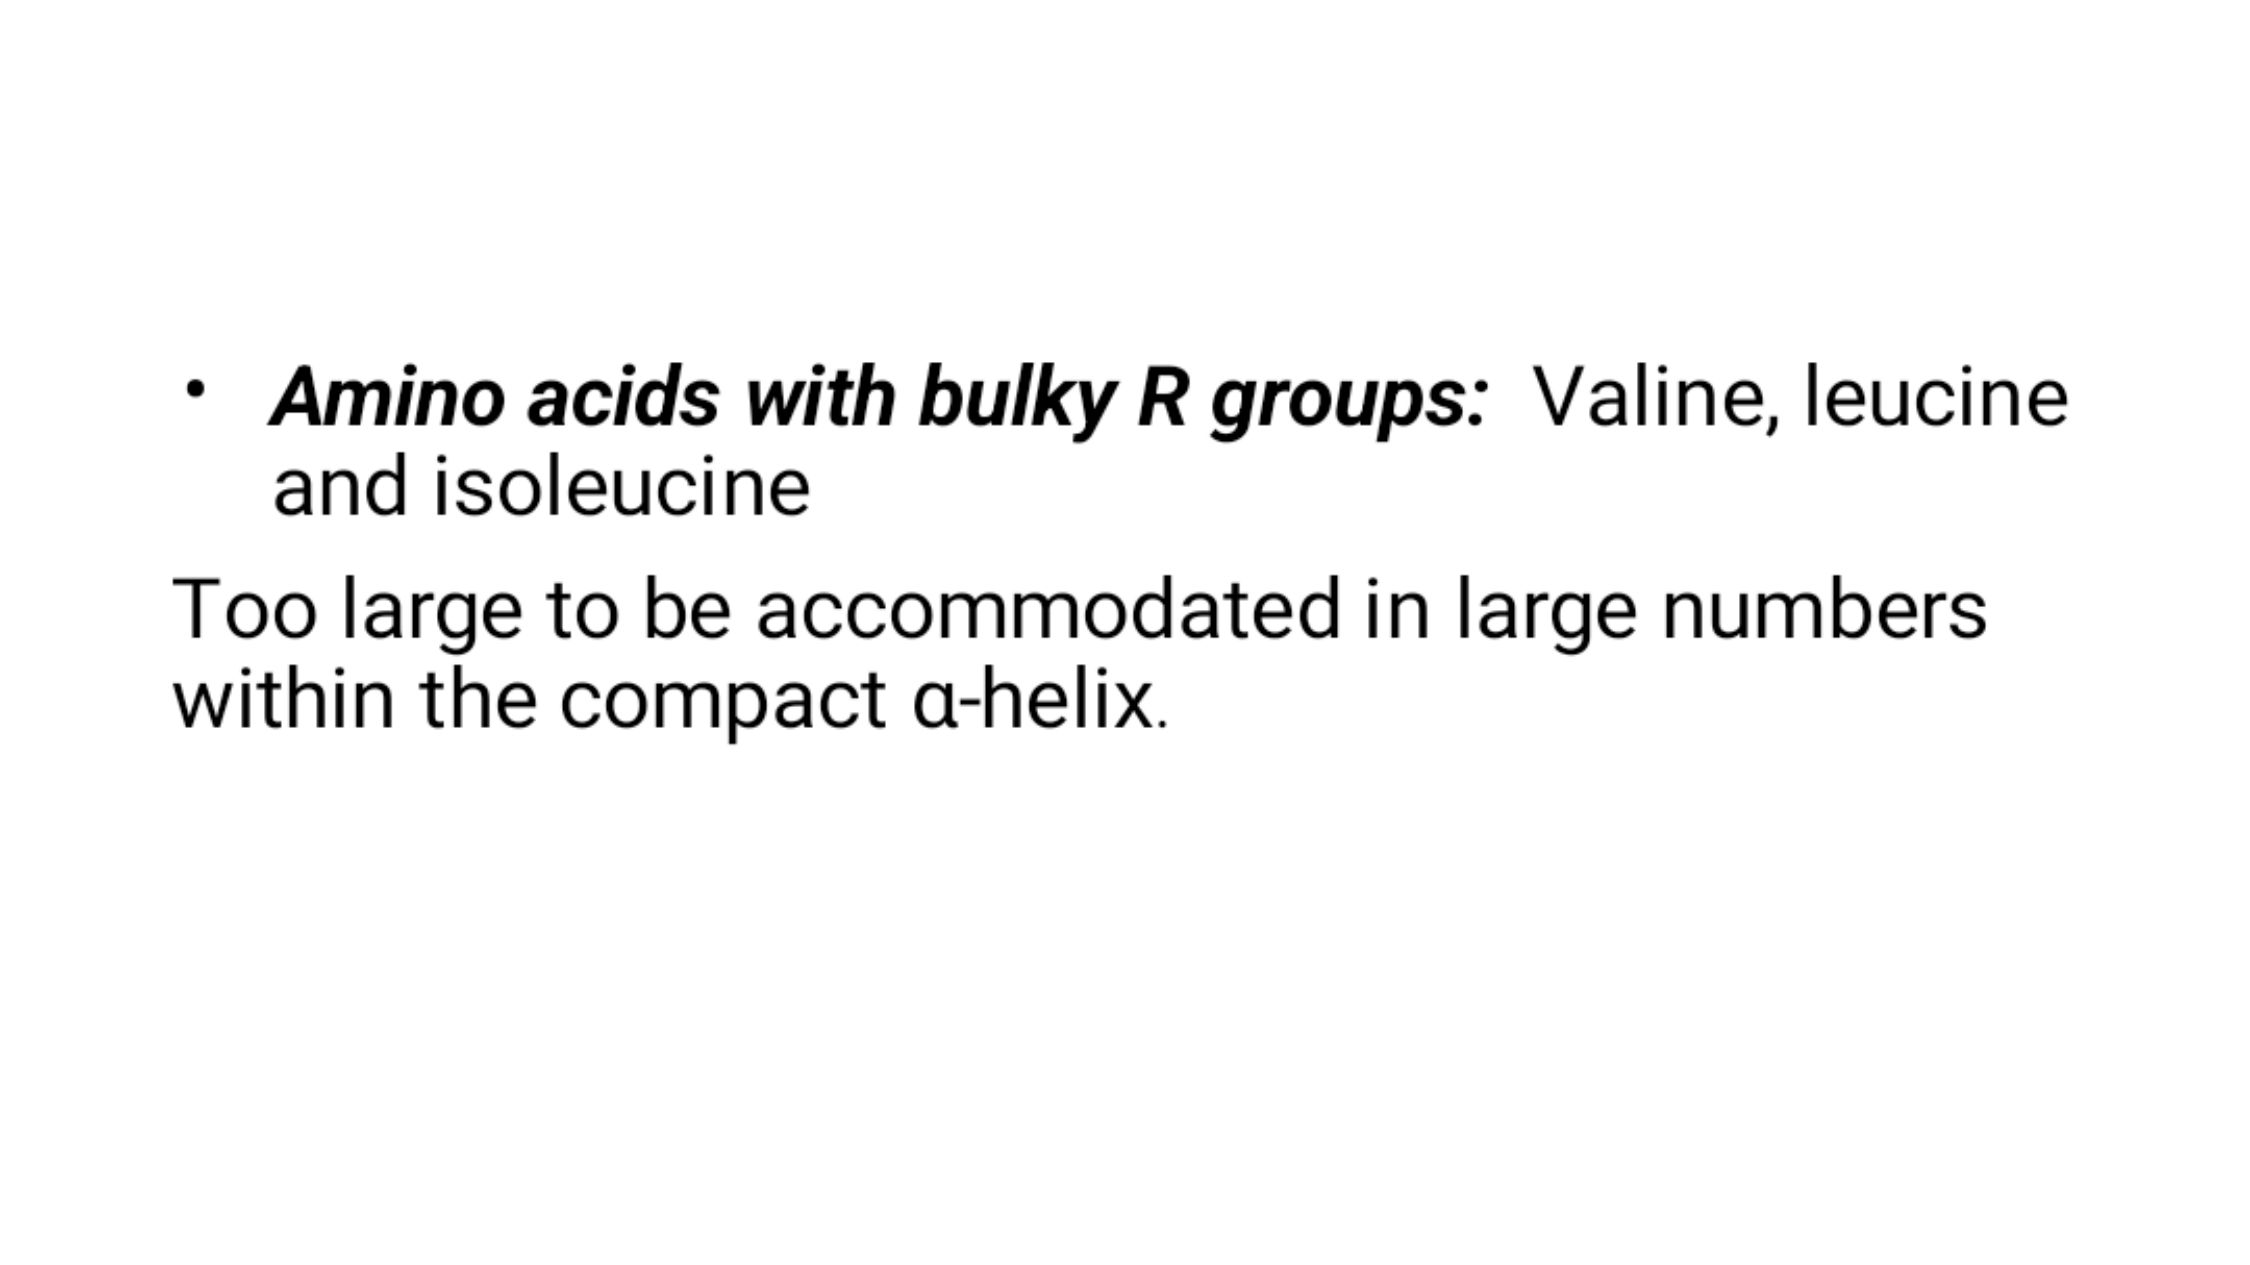 • Amino acids with bulky R groups: Valine, leucine
and isoleucine
Too large to be accommodated in large numbers
within the compact α-helix.